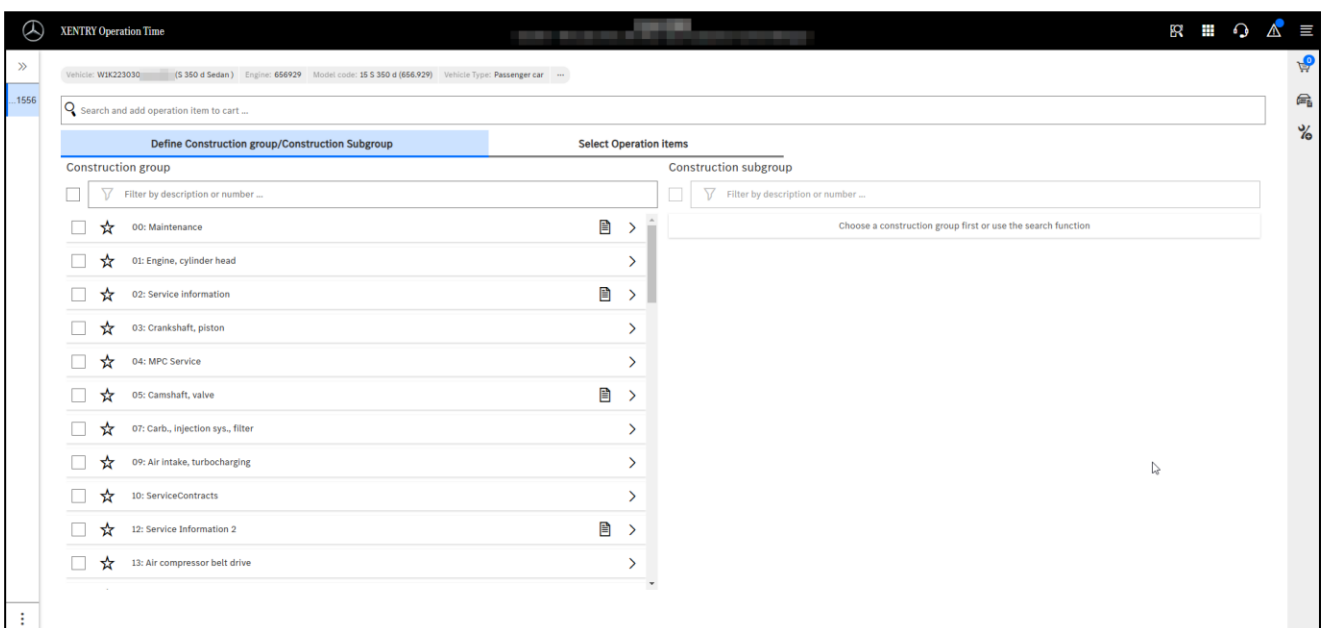 XENTRY Operation Time
Vehicle: W1K223030 (S 350 d Sedan ) Engine: 656929 Model code: 15 S 350 d (656.929) Vehicle Type: Passenger car ...
0
...1556
Search and add operation item to cart ...
Define Construction group/Construction Subgroup Select Operation items
Construction group Construction subgroup
Filter by description or number ... Filter by description or number ...
00: Maintenance Choose a construction group first or use the search function
01: Engine, cylinder head
02: Service information
03: Crankshaft, piston
04: MPC Service
05: Camshaft, valve
07: Carb., injection sys., filter
09: Air intake, turbocharging
10: ServiceContracts
12: Service Information 2
13: Air compressor belt drive